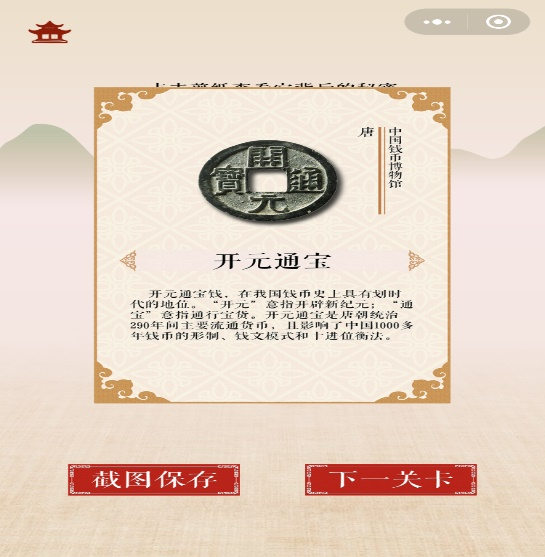 中国钱币博物馆
唐
開元通寶
开元通宝
开元通宝钱，在我国钱币史上具有划时
代的地位。“开元”意指开辟新纪元；“通
宝”意指通行宝货。开元通宝是唐朝统治
290年间主要流通货币，且影响了中国1000多
年钱币的形制、钱文模式和十进位衡法。
截图保存
下一关卡